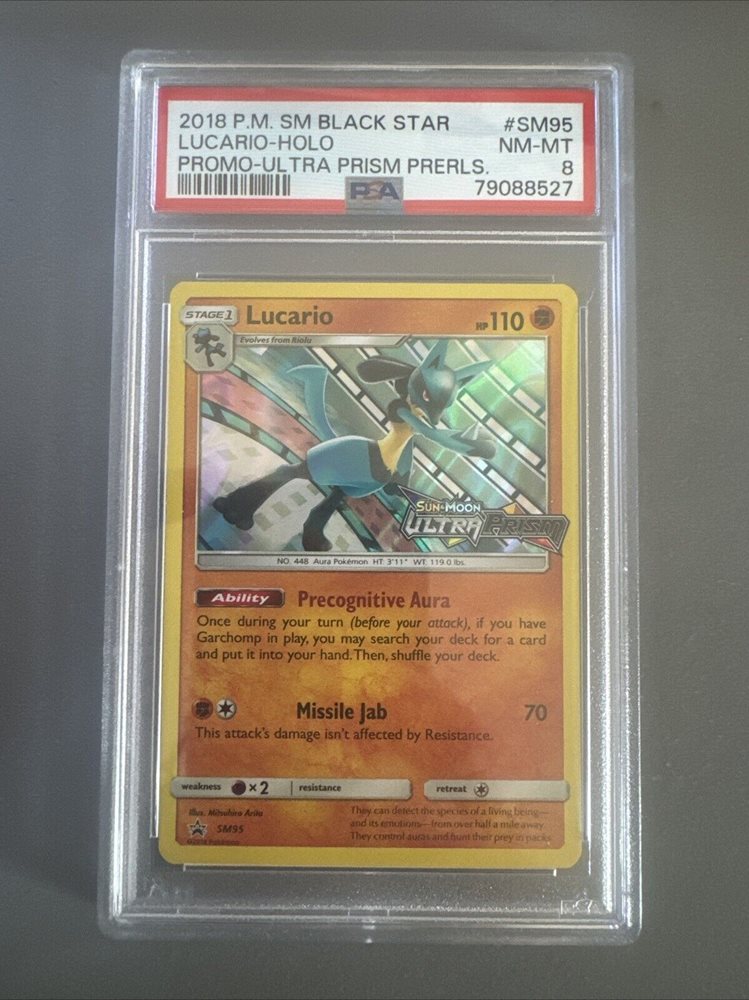 2018 P.M. SM BLACK STAR #SM95
LUCARIO-HOLO NM-MT
PROMO-ULTRA PRISM PRERLS. 8
PSA 79088527
STAGE 1 Lucario HP 110
Evolves from Riolu
SUN & MOON
ULTRA PRISM
NO. 448 Aura Pokémon HT: 3'11" WT: 119.0 lbs.
Ability Precognitive Aura
Once during your turn (before your attack), if you have
Garchomp in play, you may search your deck for a card
and put it into your hand. Then, shuffle your deck.
Missile Jab 70
This attack's damage isn't affected by Resistance.
weakness ×2 resistance retreat
Illus. Mitsuhiro Arita
SM95
©2018 Pokémon
They can detect the species of a living being—
and its emotions—from over half a mile away.
They control auras and hunt their prey in packs.